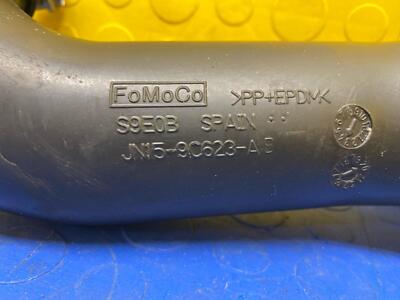 FoMoCo >PP+EPDM<
S9E0B SPAIN
JN15-9C623-AB